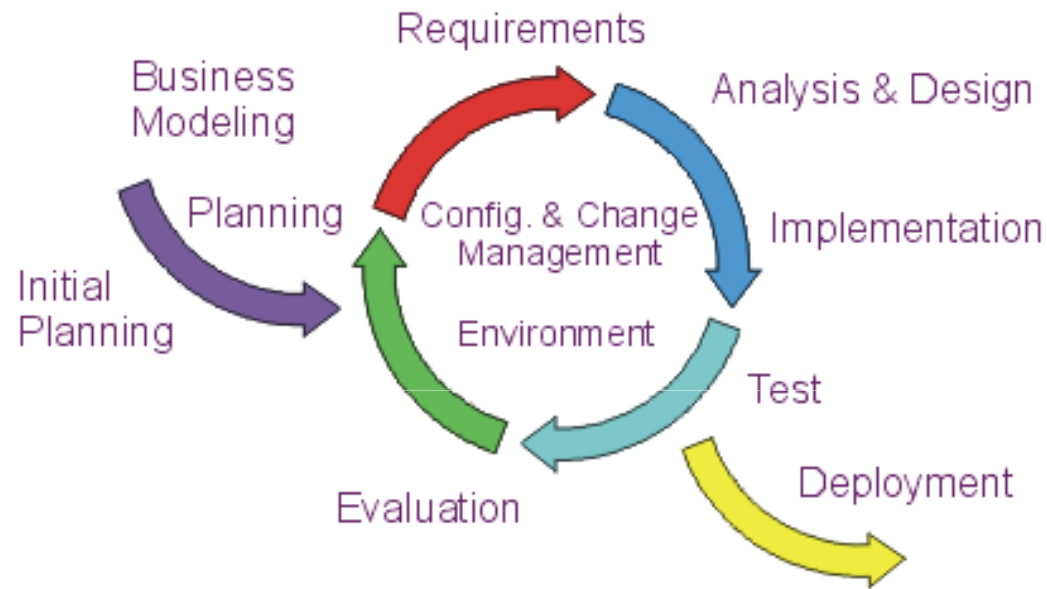 Requirements
Business
Modeling
Analysis & Design
Planning
Config. & Change
Management
Implementation
Initial
Planning
Environment
Test
Deployment
Evaluation